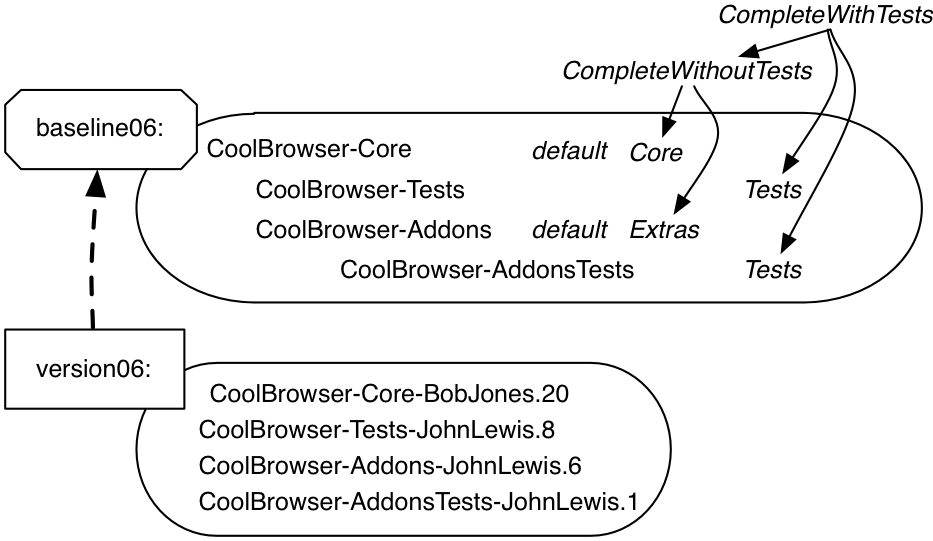 CompleteWithTests
CompleteWithoutTests
baseline06:
CoolBrowser-Core default Core
CoolBrowser-Tests Tests
CoolBrowser-Addons default Extras
CoolBrowser-AddonsTests Tests
version06:
CoolBrowser-Core-BobJones.20
CoolBrowser-Tests-JohnLewis.8
CoolBrowser-Addons-JohnLewis.6
CoolBrowser-AddonsTests-JohnLewis.1